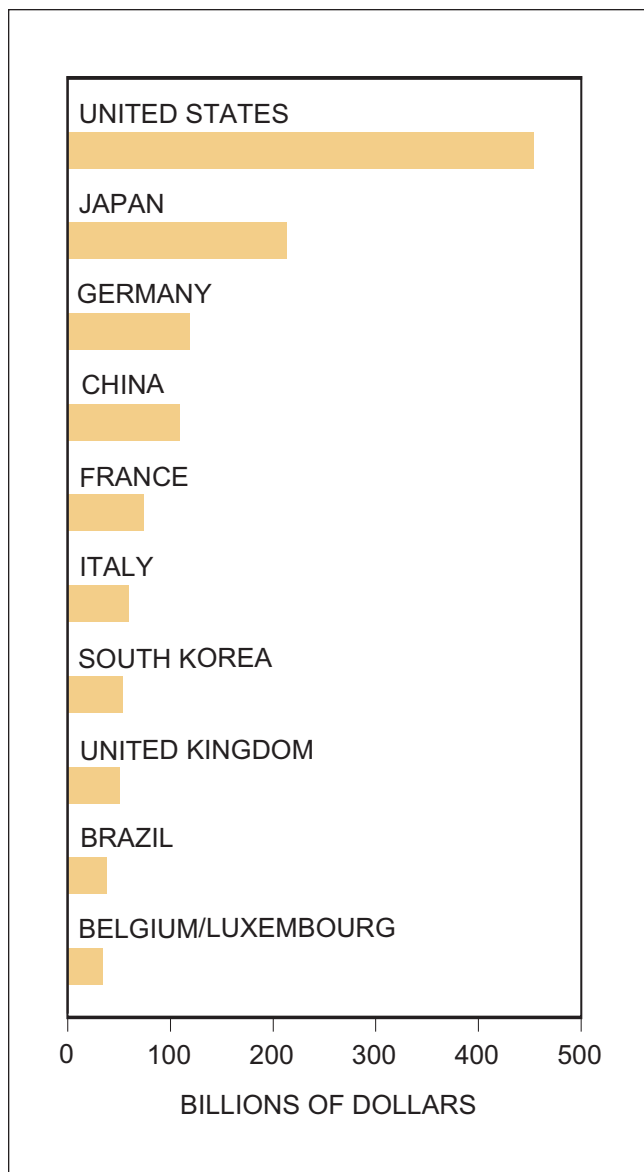 UNITED STATES
JAPAN
GERMANY
CHINA
FRANCE
ITALY
SOUTH KOREA
UNITED KINGDOM
BRAZIL
BELGIUM/LUXEMBOURG
0 100 200 300 400 500
BILLIONS OF DOLLARS